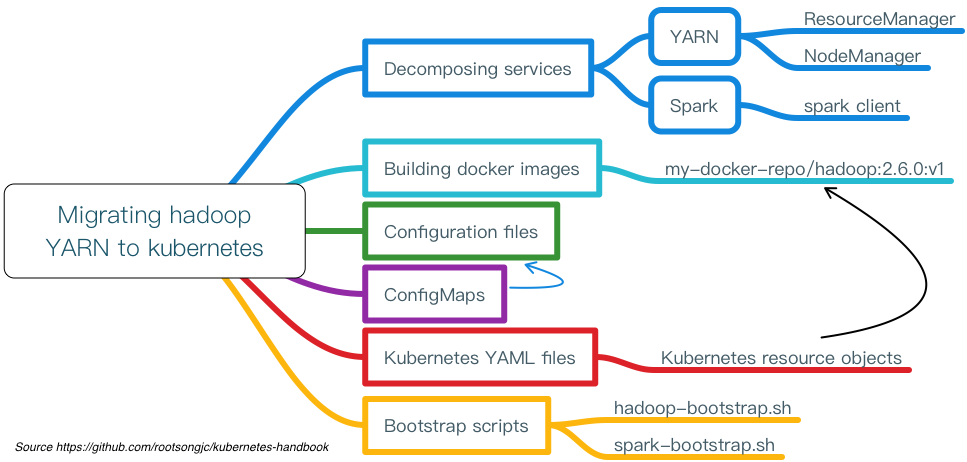 Migrating hadoop
YARN to kubernetes
Decomposing services
YARN
ResourceManager
NodeManager
Spark
spark client
Building docker images
my-docker-repo/hadoop:2.6.0:v1
Configuration files
ConfigMaps
Kubernetes YAML files
Kubernetes resource objects
Bootstrap scripts
hadoop-bootstrap.sh
spark-bootstrap.sh
Source https://github.com/rootsongjc/kubernetes-handbook